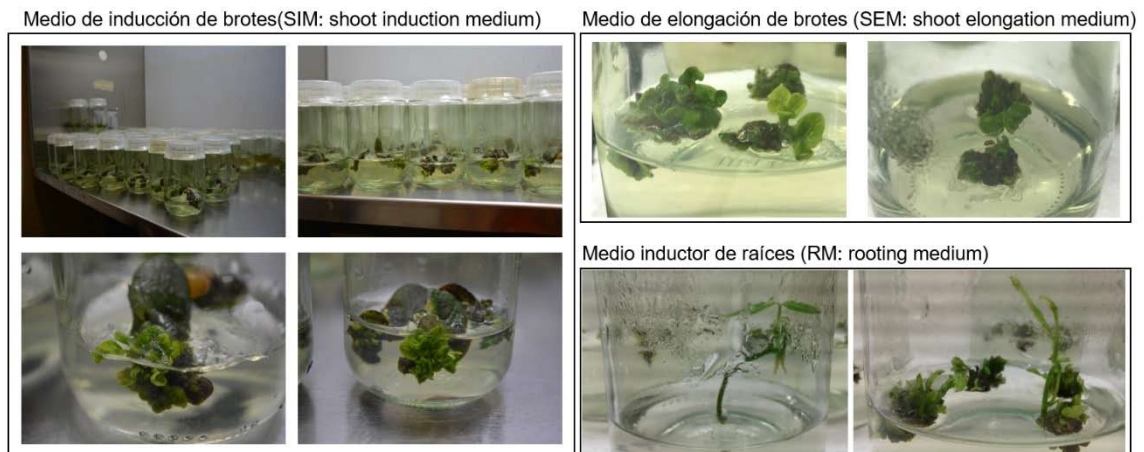 Medio de inducción de brotes(SIM: shoot induction medium)
Medio de elongación de brotes (SEM: shoot elongation medium)
Medio inductor de raíces (RM: rooting medium)